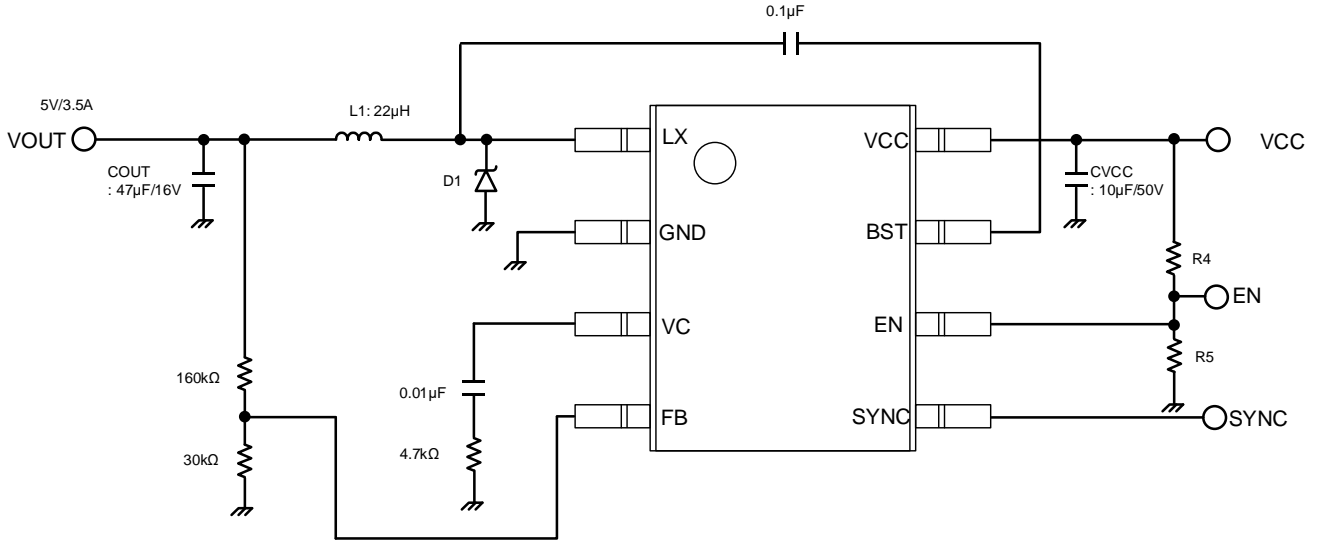 0.1µF
5V/3.5A
L1: 22µH
VOUT
LX
VCC
VCC
COUT
: 47µF/16V
D1
CVCC
: 10µF/50V
GND
BST
R4
EN
VC
EN
R5
160kΩ
0.01µF
FB
SYNC
SYNC
30kΩ
4.7kΩ